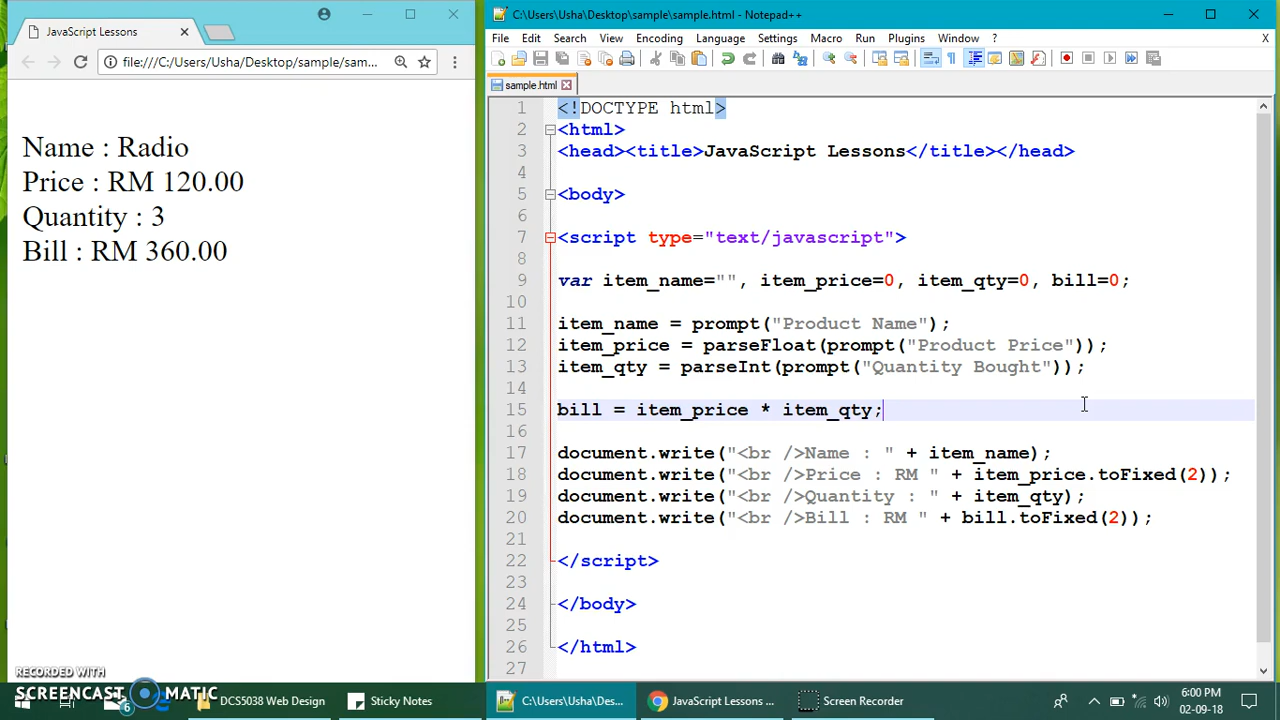 JavaScript Lessons
file:///C:/Users/Usha/Desktop/sample/sam...
Name : Radio
Price : RM 120.00
Quantity : 3
Bill : RM 360.00
C:\Users\Usha\Desktop\sample\sample.html - Notepad++
File Edit Search View Encoding Language Settings Macro Run Plugins Window ? X
sample.html
1 <!DOCTYPE html>
2 <html>
3 <head><title>JavaScript Lessons</title></head>
4
5 <body>
6
7 <script type="text/javascript">
8
9 var item_name="", item_price=0, item_qty=0, bill=0;
10
11 item_name = prompt("Product Name");
12 item_price = parseFloat(prompt("Product Price"));
13 item_qty = parseInt(prompt("Quantity Bought"));
14
15 bill = item_price * item_qty;
16
17 document.write("<br />Name : " + item_name);
18 document.write("<br />Price : RM " + item_price.toFixed(2));
19 document.write("<br />Quantity : " + item_qty);
20 document.write("<br />Bill : RM " + bill.toFixed(2));
21
22 </script>
23
24 </body>
25
26 </html>
27
RECORDED WITH
SCREENCAST MATIC
6
DCS5038 Web Design
Sticky Notes
C:\Users\Usha\Des...
JavaScript Lessons ...
Screen Recorder
6:00 PM
02-09-18